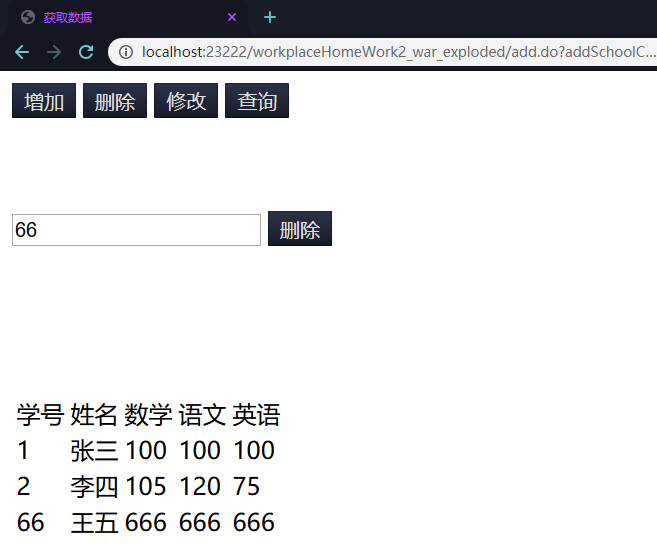 获取数据
localhost:23222/workplaceHomeWork2_war_exploded/add.do?addSchoolC...
增加 删除 修改 查询
66 删除
学号 姓名 数学 语文 英语
1 张三 100 100 100
2 李四 105 120 75
66 王五 666 666 666